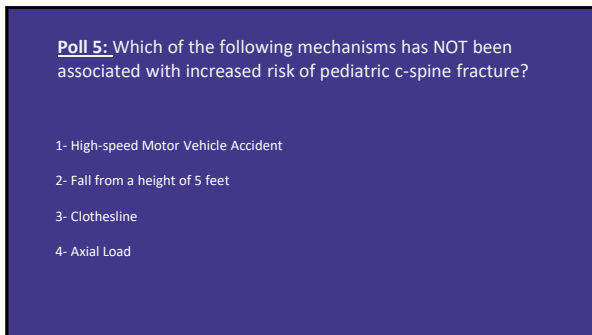 Poll 5: Which of the following mechanisms has NOT been
associated with increased risk of pediatric c-spine fracture?
1- High-speed Motor Vehicle Accident
2- Fall from a height of 5 feet
3- Clothesline
4- Axial Load